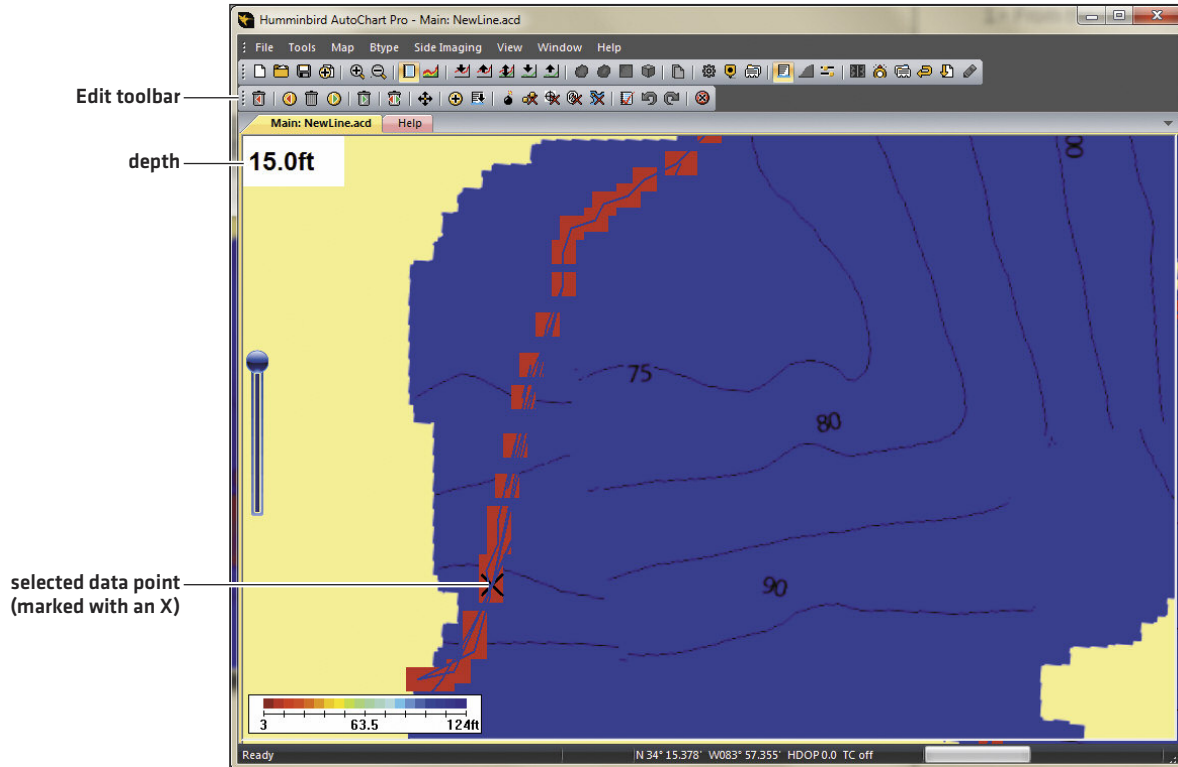 Humminbird AutoChart Pro - Main: NewLine.acd
File Tools Map Btype Side Imaging View Window Help
Edit toolbar
Main: NewLine.acd Help
depth
15.0ft
80
75
80
selected data point
(marked with an X)
90
3 63.5 124ft
Ready N 34° 15.378' W083° 57.355' HDOP 0.0 TC off